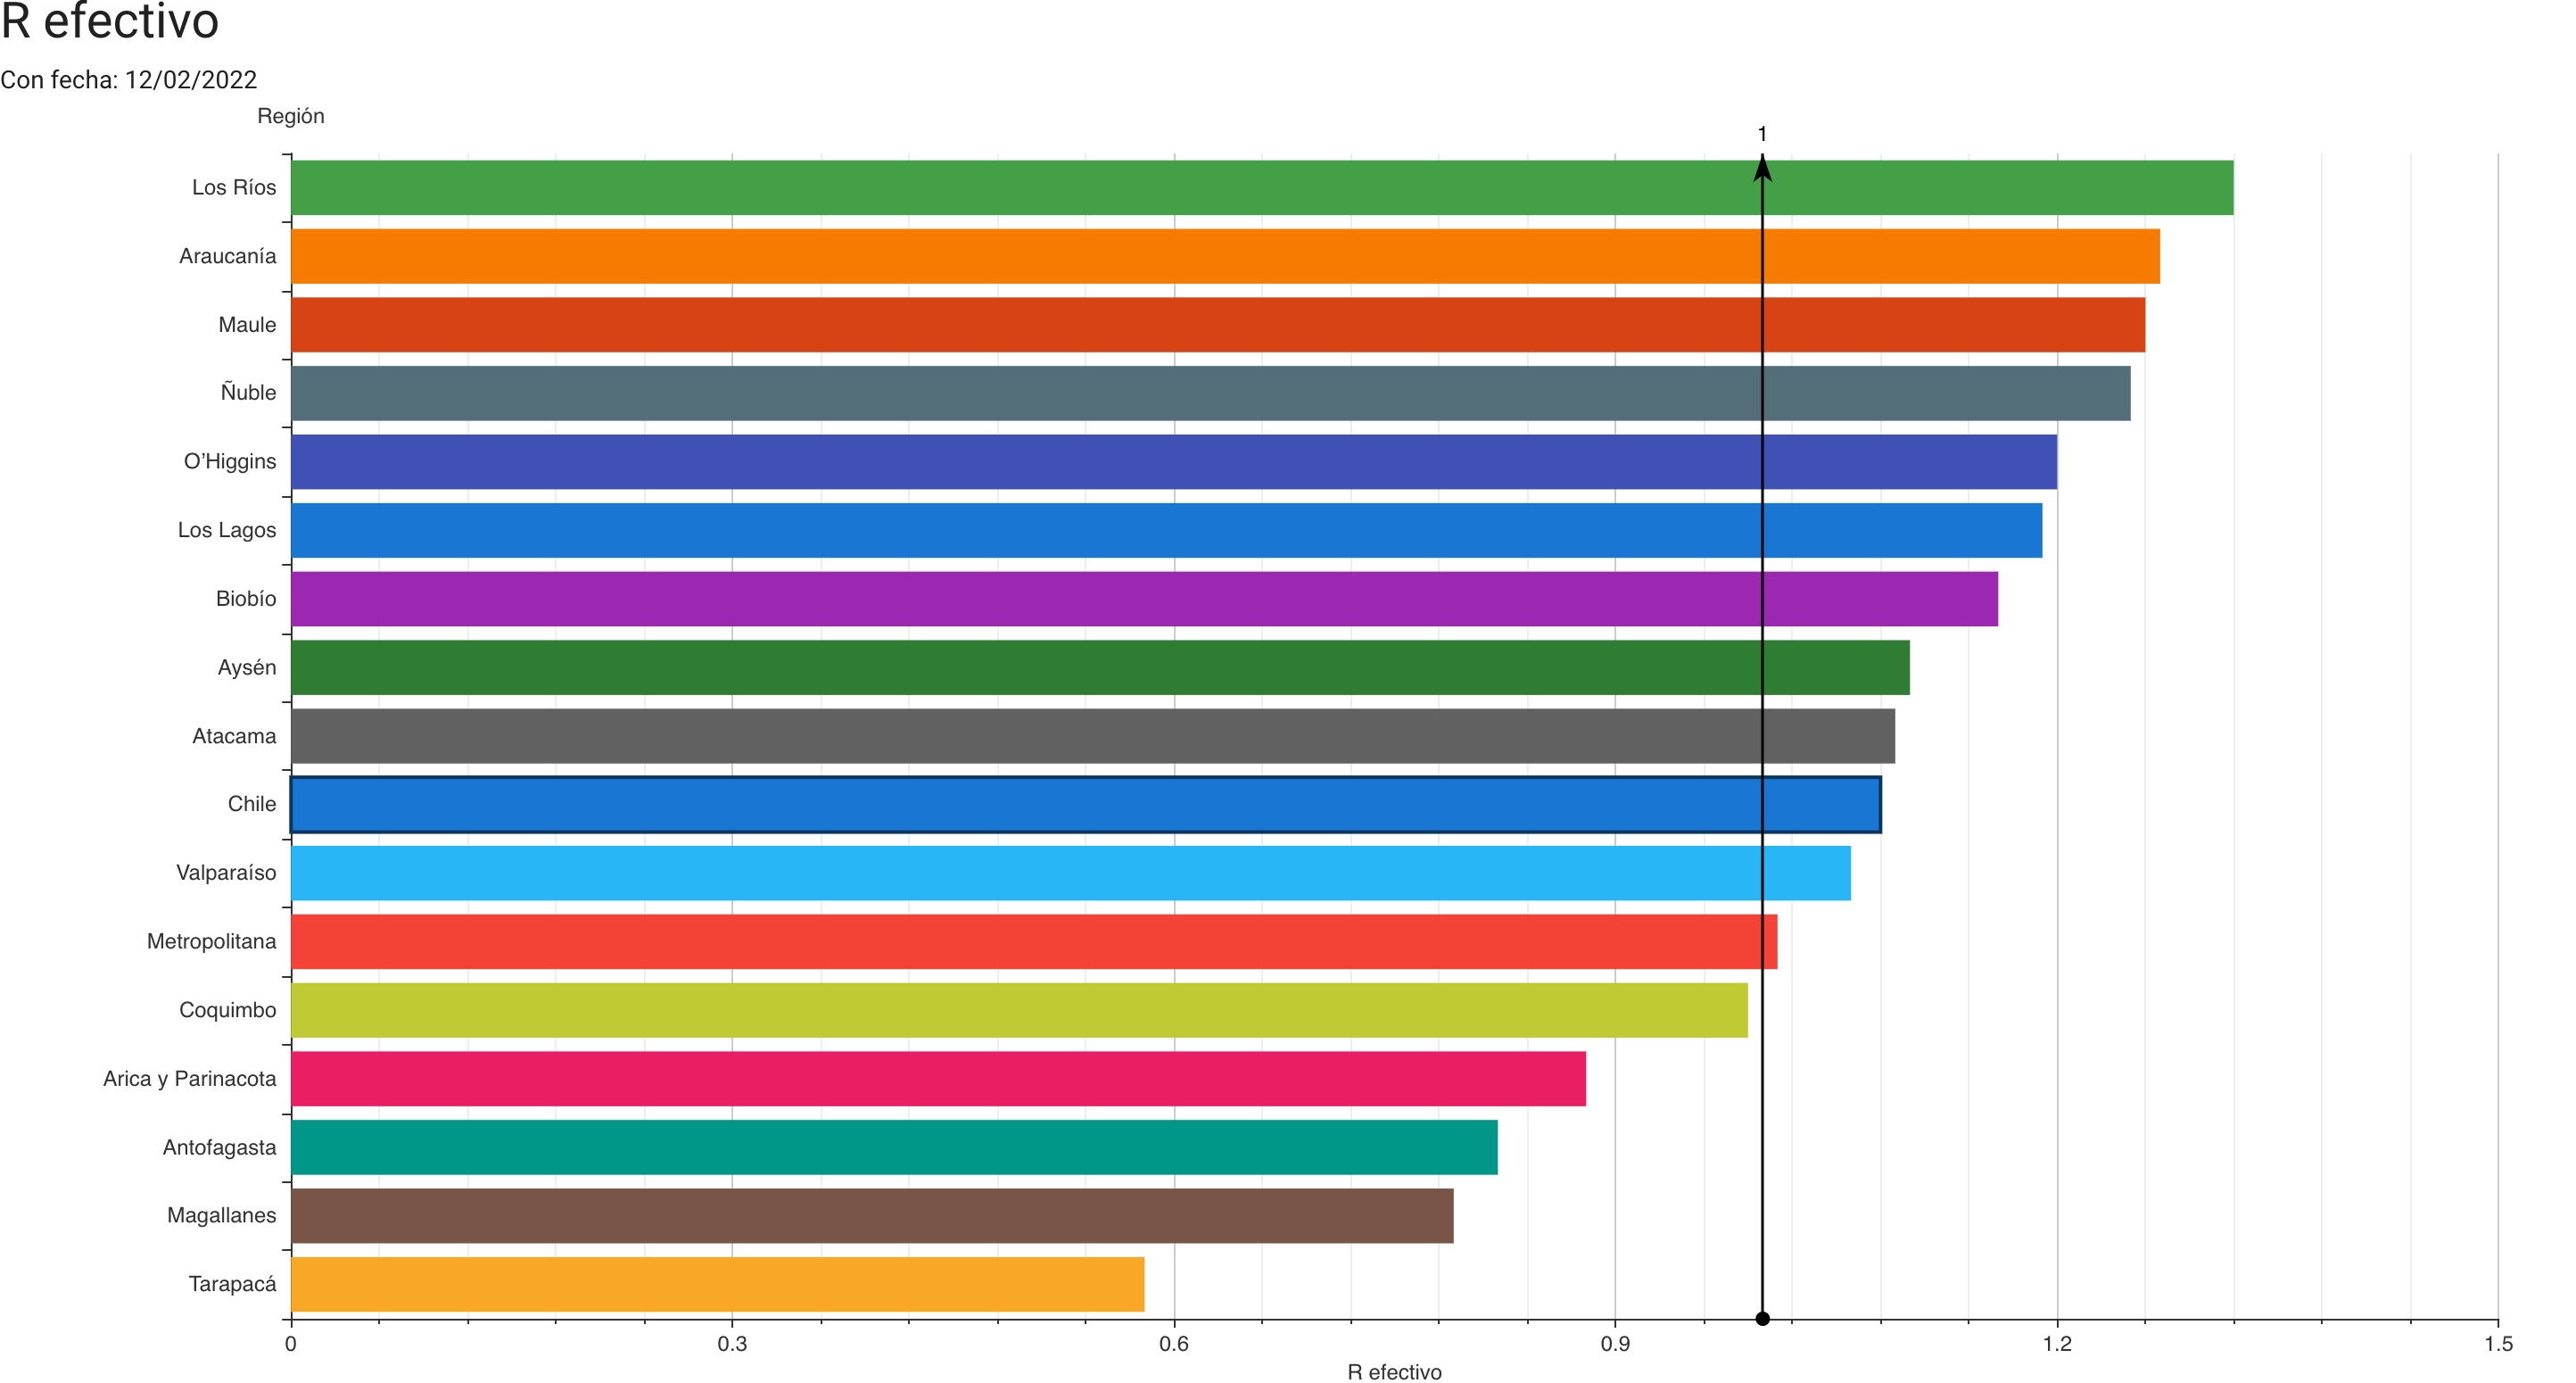 R efectivo
Con fecha: 12/02/2022
Región
1
Los Ríos
Araucanía
Maule
Ñuble
O’Higgins
Los Lagos
Biobío
Aysén
Atacama
Chile
Valparaíso
Metropolitana
Coquimbo
Arica y Parinacota
Antofagasta
Magallanes
Tarapacá
0 0.3 0.6 0.9 1.2 1.5
R efectivo